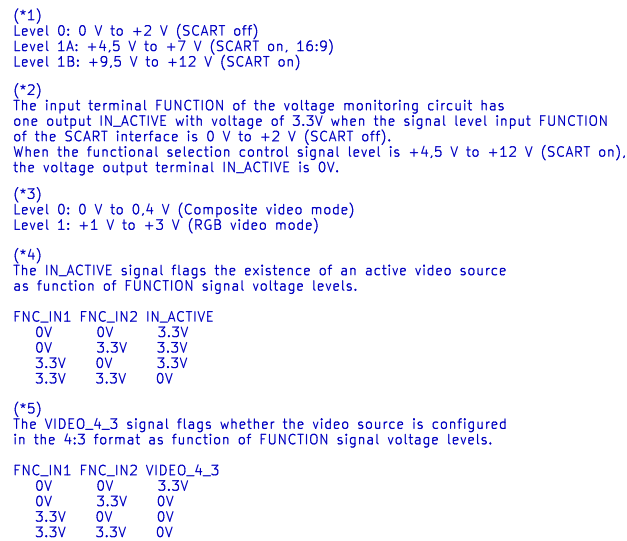 (*1)
Level 0: 0 V to +2 V (SCART off)
Level 1A: +4,5 V to +7 V (SCART on, 16:9)
Level 1B: +9,5 V to +12 V (SCART on)
(*2)
The input terminal FUNCTION of the voltage monitoring circuit has
one output IN_ACTIVE with voltage of 3.3V when the signal level input FUNCTION
of the SCART interface is 0 V to +2 V (SCART off).
When the functional selection control signal level is +4,5 V to +12 V (SCART on),
the voltage output terminal IN_ACTIVE is 0V.
(*3)
Level 0: 0 V to 0,4 V (Composite video mode)
Level 1: +1 V to +3 V (RGB video mode)
(*4)
The IN_ACTIVE signal flags the existence of an active video source
as function of FUNCTION signal voltage levels.
FNC_IN1 FNC_IN2 IN_ACTIVE
0V 0V 3.3V
0V 3.3V 3.3V
3.3V 0V 3.3V
3.3V 3.3V 0V
(*5)
The VIDEO_4_3 signal flags whether the video source is configured
in the 4:3 format as function of FUNCTION signal voltage levels.
FNC_IN1 FNC_IN2 VIDEO_4_3
0V 0V 3.3V
0V 3.3V 0V
3.3V 0V 0V
3.3V 3.3V 0V